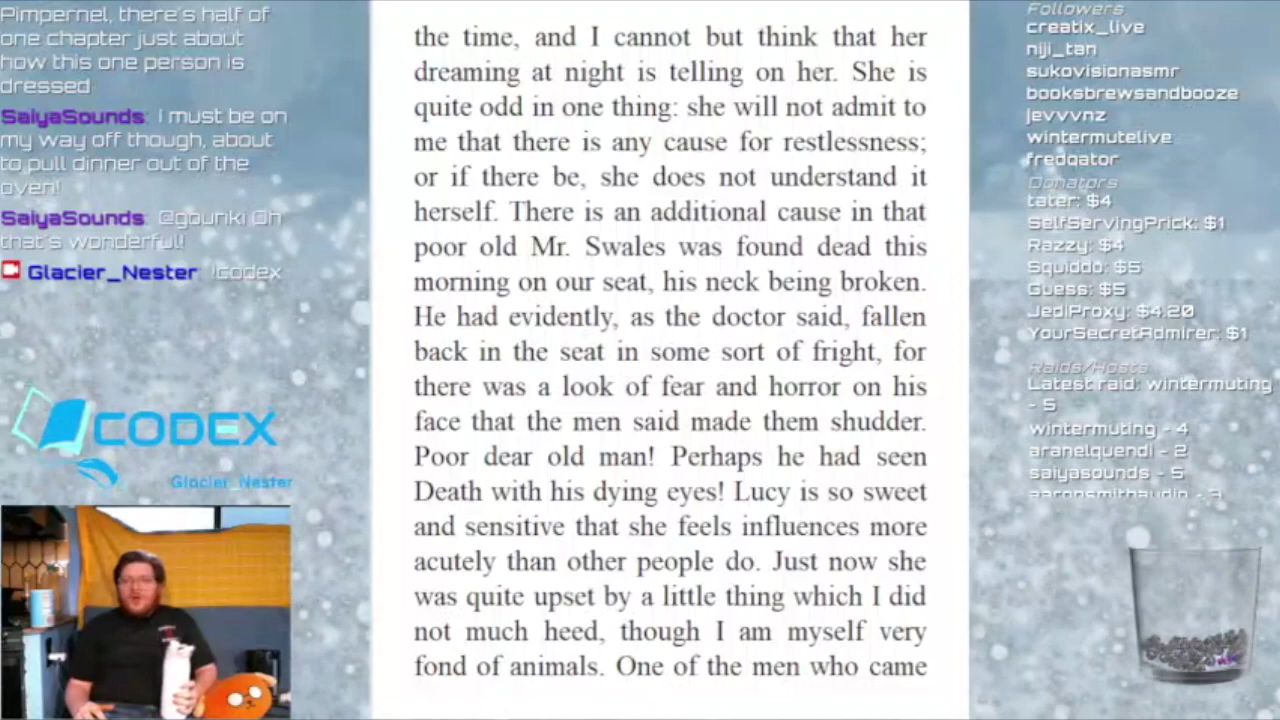 Pimpernel, there's half of
one chapter just about
how this one person is
dressed
SaiyaSounds: I must be on
my way off though, about
to pull dinner out of the
oven!
SaiyaSounds: @gouriki Oh
that's wonderful!
Glacier_Nester: !codex
CODEX
Glacier_Nester
the time, and I cannot but think that her
dreaming at night is telling on her. She is
quite odd in one thing: she will not admit to
me that there is any cause for restlessness;
or if there be, she does not understand it
herself. There is an additional cause in that
poor old Mr. Swales was found dead this
morning on our seat, his neck being broken.
He had evidently, as the doctor said, fallen
back in the seat in some sort of fright, for
there was a look of fear and horror on his
face that the men said made them shudder.
Poor dear old man! Perhaps he had seen
Death with his dying eyes! Lucy is so sweet
and sensitive that she feels influences more
acutely than other people do. Just now she
was quite upset by a little thing which I did
not much heed, though I am myself very
fond of animals. One of the men who came
Followers
creatix_live
niji_tan
sukovisionasmr
booksbrewsandbooze
jevvvnz
wintermutelive
fredgator
Donators
tater: $4
SelfServingPrick: $1
Razzy: $4
Squiddo: $5
Guess: $5
JediProxy: $4.20
YourSecretAdmirer: $1
Raids/Hosts
Latest raid: wintermuting
- 5
wintermuting - 4
aranelquendi - 2
saiyasounds - 5